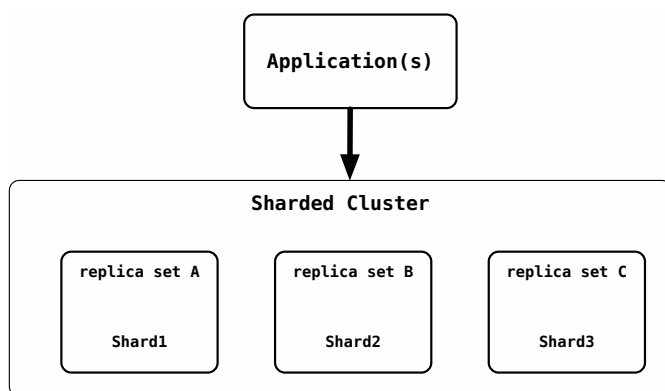 Application(s)
Sharded Cluster
replica set A
replica set B
replica set C
Shard1
Shard2
Shard3